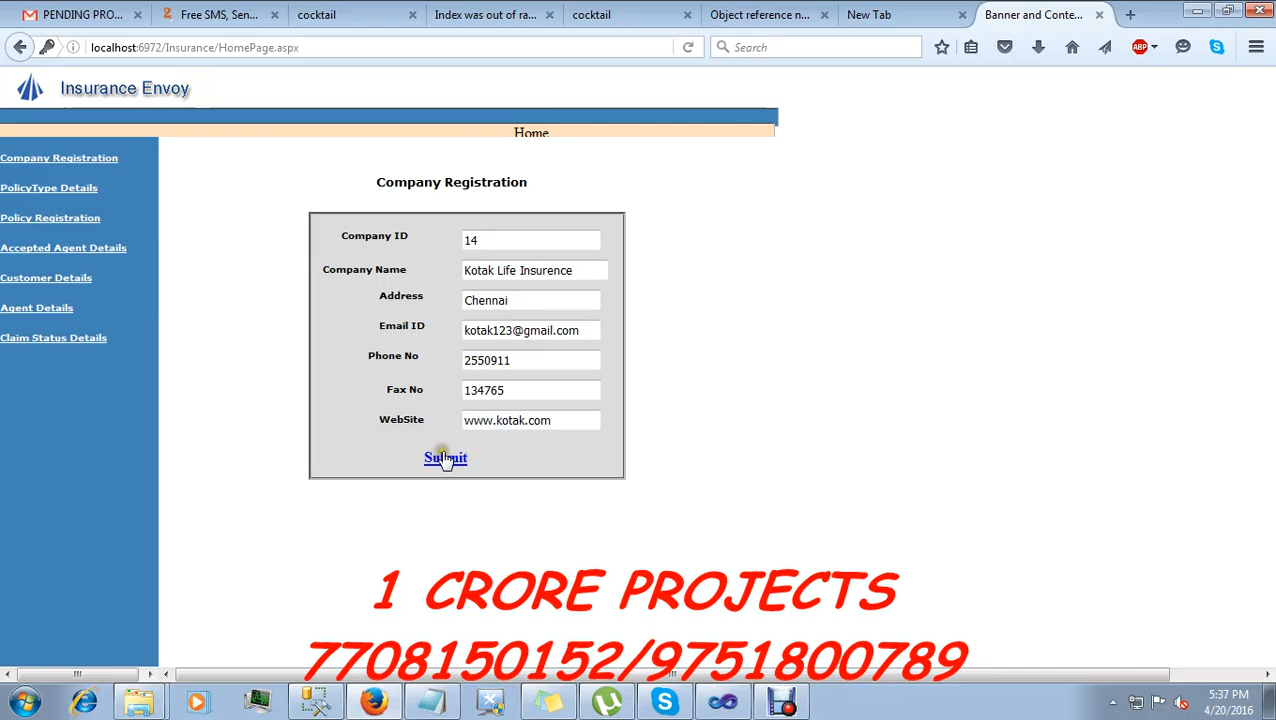 PENDING PRO...
Free SMS, Sen...
cocktail
Index was out of ra...
cocktail
Object reference n...
New Tab
Banner and Conte...
localhost:6972/Insurance/HomePage.aspx
Search
ABP
Insurance Envoy
Home
Company Registration
PolicyType Details
Policy Registration
Accepted Agent Details
Customer Details
Agent Details
Claim Status Details
Company Registration
Company ID 14
Company Name Kotak Life Insurence
Address Chennai
Email ID kotak123@gmail.com
Phone No 2550911
Fax No 134765
WebSite www.kotak.com
Submit
1 CRORE PROJECTS
7708150152/9751800789
5:37 PM
4/20/2016